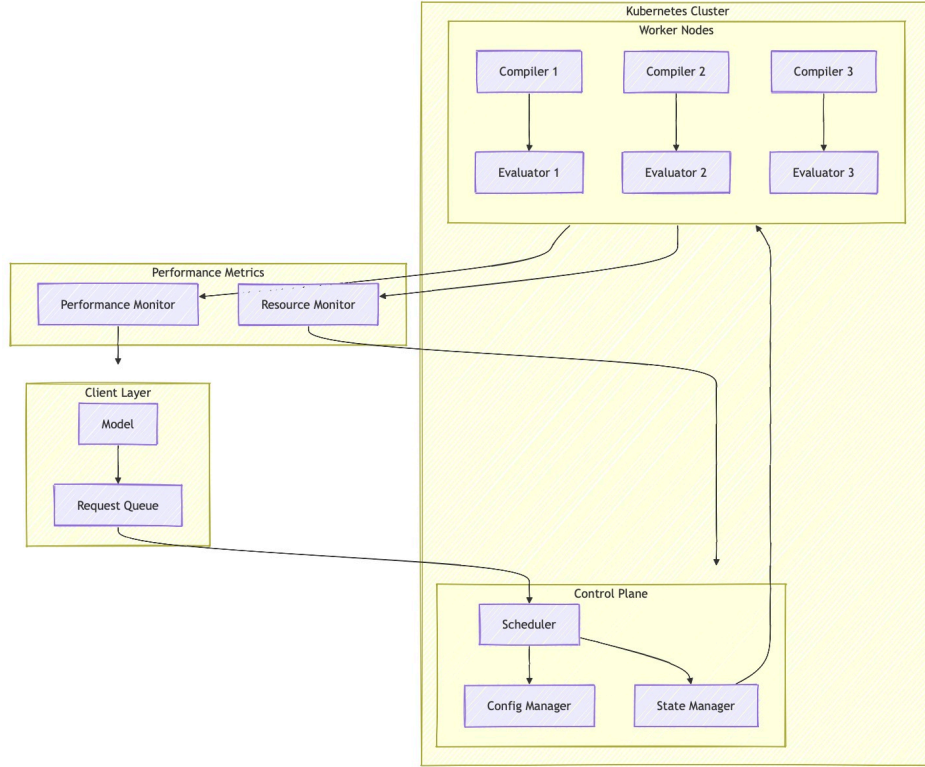 Kubernetes Cluster
Worker Nodes
Compiler 1
Compiler 2
Compiler 3
Evaluator 1
Evaluator 2
Evaluator 3
Performance Metrics
Performance Monitor
Resource Monitor
Client Layer
Model
Request Queue
Control Plane
Scheduler
Config Manager
State Manager